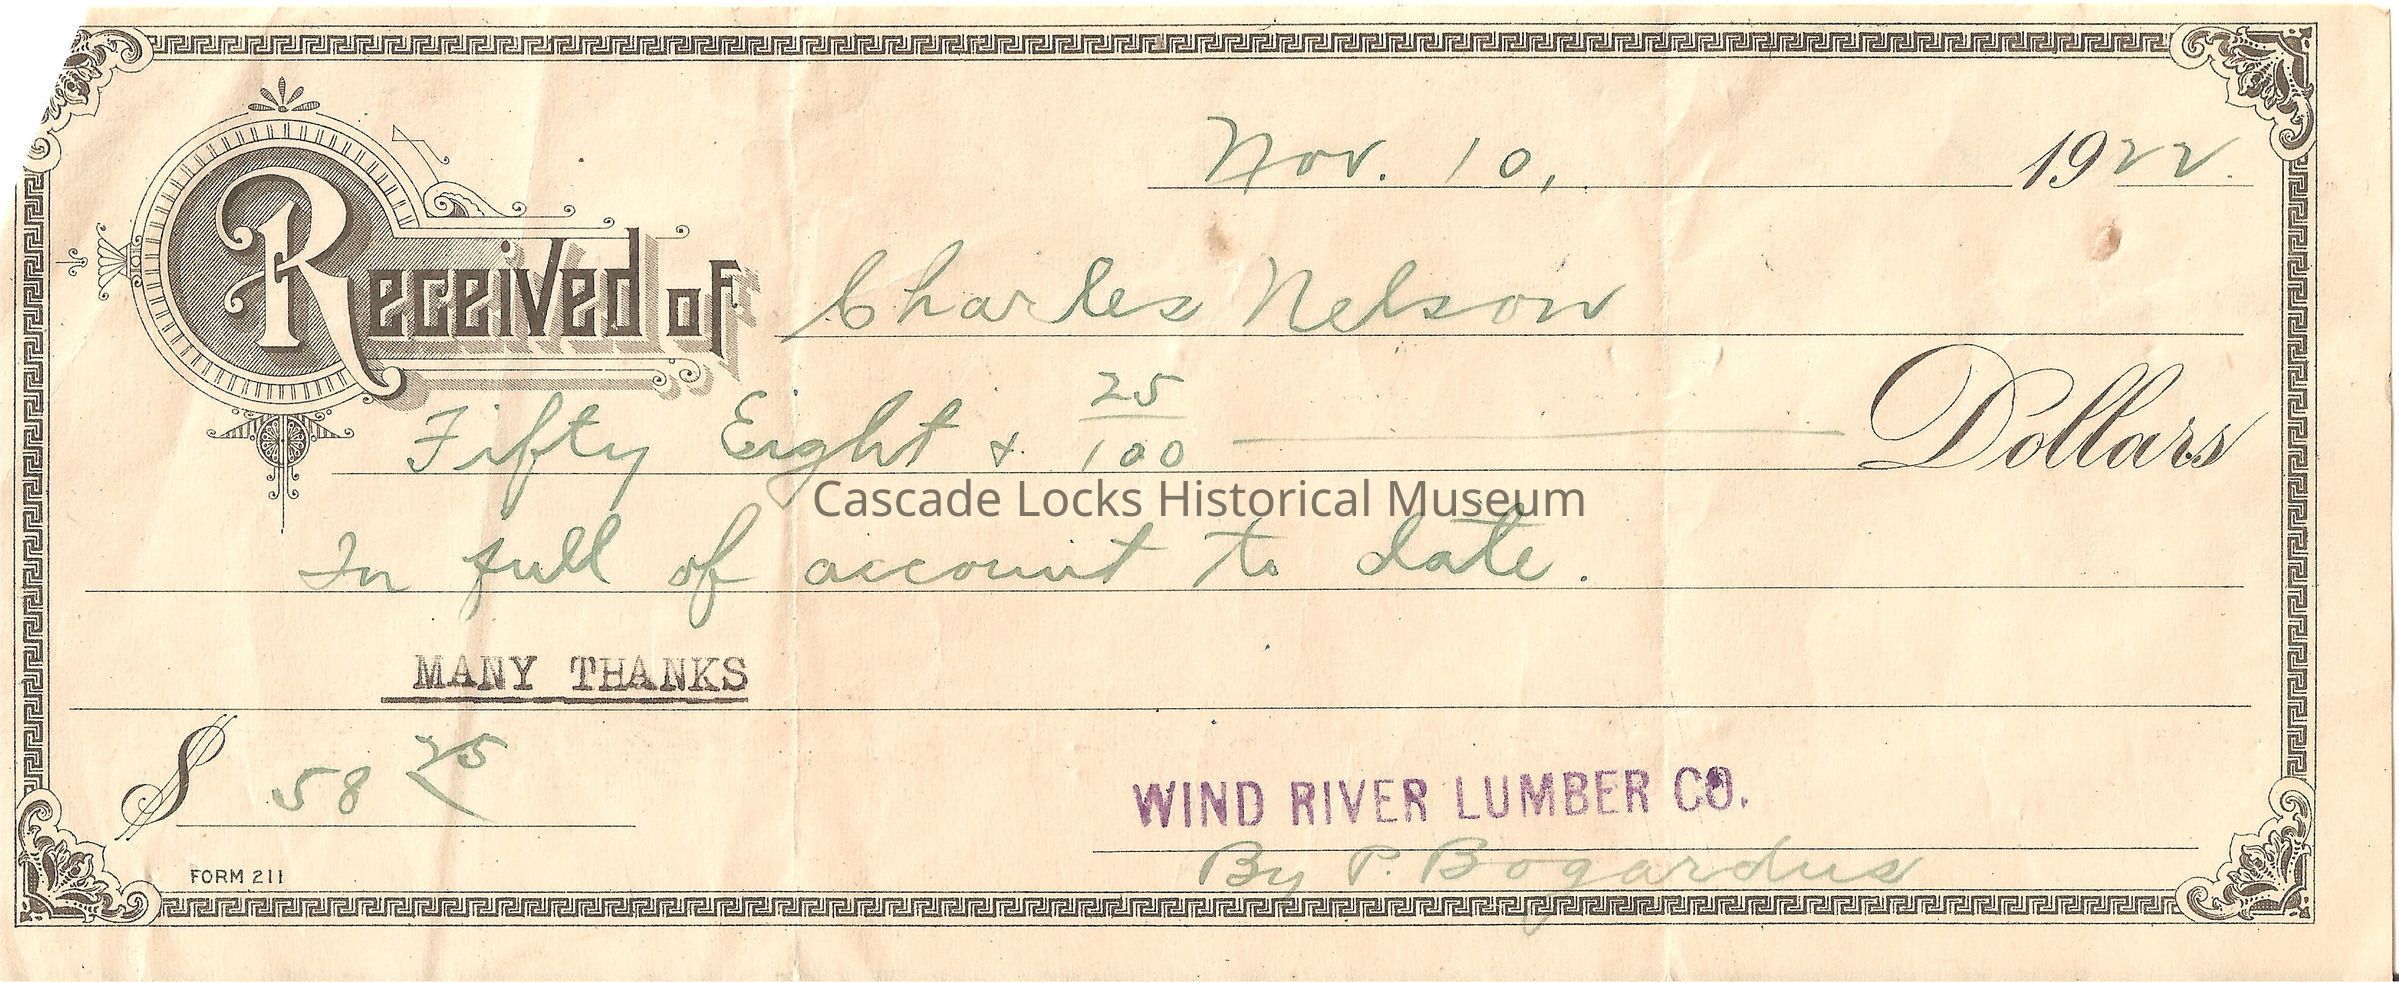 Nov. 10, 1922.
Received of Charles Nelson
Fifty Eight & 25/100 Dollars
Cascade Locks Historical Museum
In full of account to date.
MANY THANKS
$ 58 25
WIND RIVER LUMBER CO.
By P. Bogardus
FORM 211